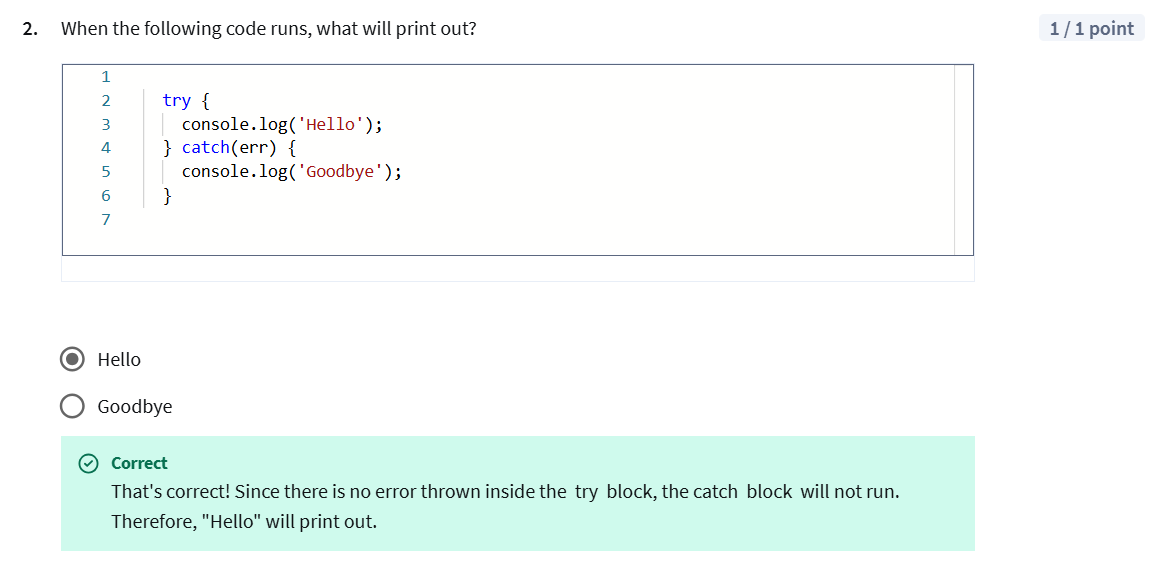 2. When the following code runs, what will print out?
1 / 1 point
1
2 try {
3 console.log('Hello');
4 } catch(err) {
5 console.log('Goodbye');
6 }
7
Hello
Goodbye
Correct
That's correct! Since there is no error thrown inside the try block, the catch block will not run.
Therefore, "Hello" will print out.